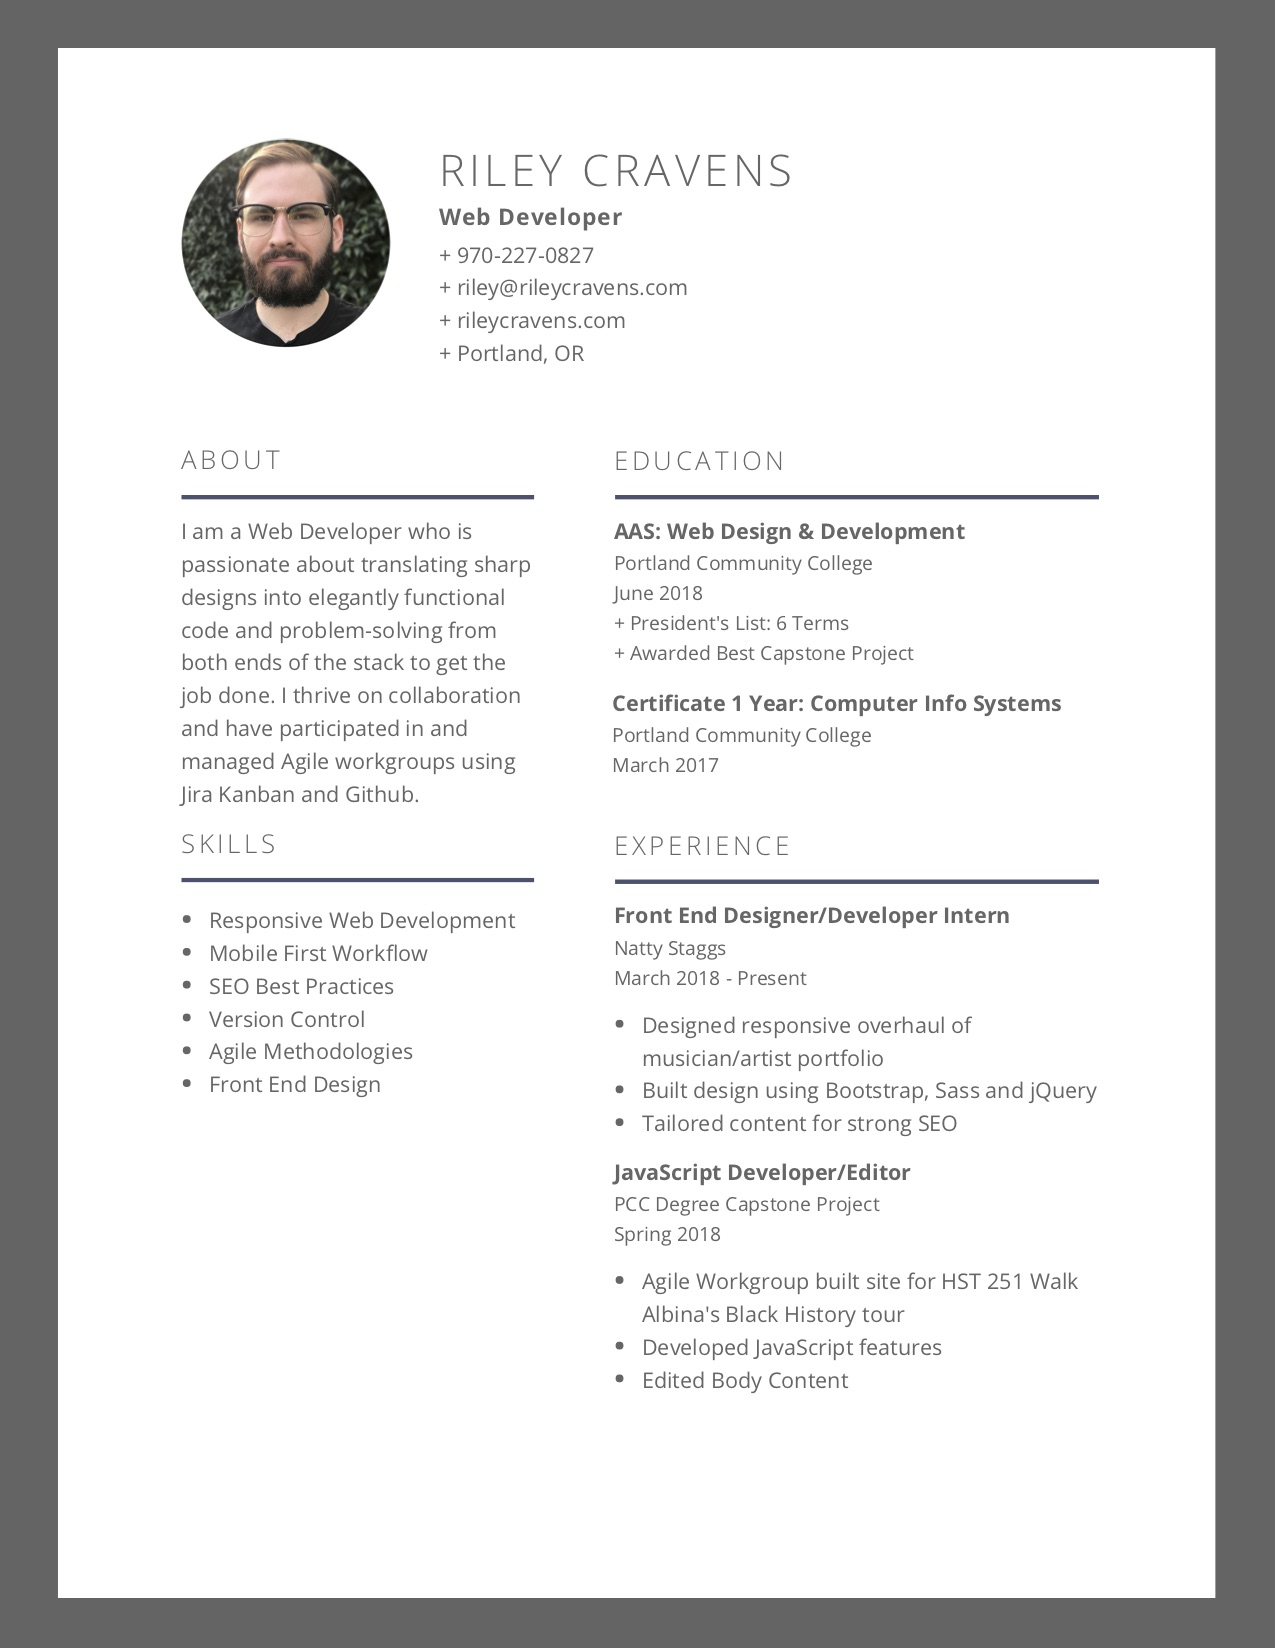 RILEY CRAVENS
Web Developer
+ 970-227-0827
+ riley@rileycravens.com
+ rileycravens.com
+ Portland, OR
ABOUT
I am a Web Developer who is
passionate about translating sharp
designs into elegantly functional
code and problem-solving from
both ends of the stack to get the
job done. I thrive on collaboration
and have participated in and
managed Agile workgroups using
Jira Kanban and Github.
SKILLS
• Responsive Web Development
• Mobile First Workflow
• SEO Best Practices
• Version Control
• Agile Methodologies
• Front End Design
EDUCATION
AAS: Web Design & Development
Portland Community College
June 2018
+ President's List: 6 Terms
+ Awarded Best Capstone Project
Certificate 1 Year: Computer Info Systems
Portland Community College
March 2017
EXPERIENCE
Front End Designer/Developer Intern
Natty Staggs
March 2018 - Present
• Designed responsive overhaul of
musician/artist portfolio
• Built design using Bootstrap, Sass and jQuery
• Tailored content for strong SEO
JavaScript Developer/Editor
PCC Degree Capstone Project
Spring 2018
• Agile Workgroup built site for HST 251 Walk
Albina's Black History tour
• Developed JavaScript features
• Edited Body Content